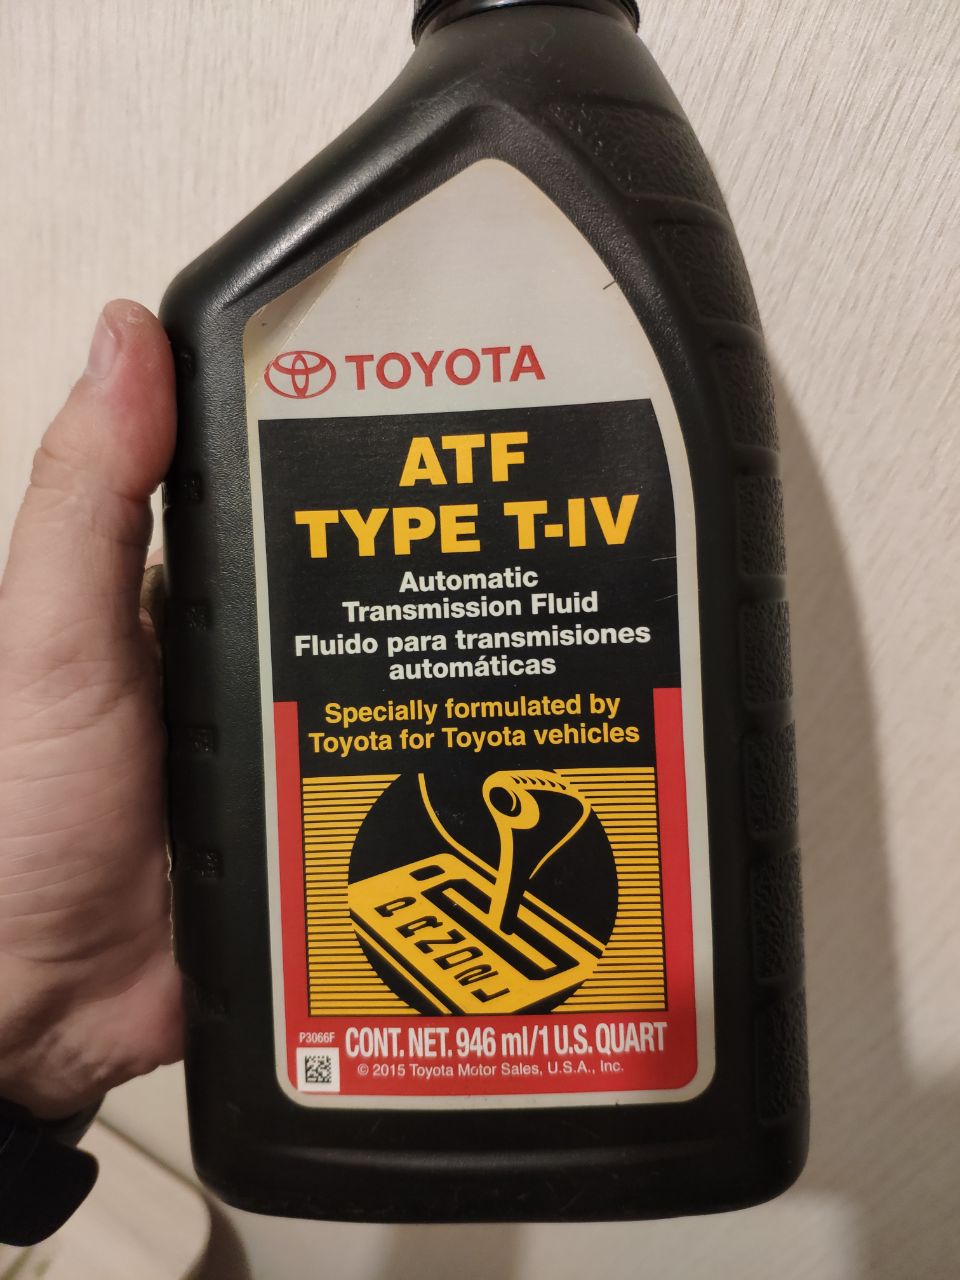 TOYOTA
ATF
TYPE T-IV
Automatic
Transmission Fluid
Fluido para transmisiones
automáticas
Specially formulated by
Toyota for Toyota vehicles
P R N D 2 L
P3066F
CONT. NET. 946 ml/1 U.S. QUART
© 2015 Toyota Motor Sales, U.S.A., Inc.